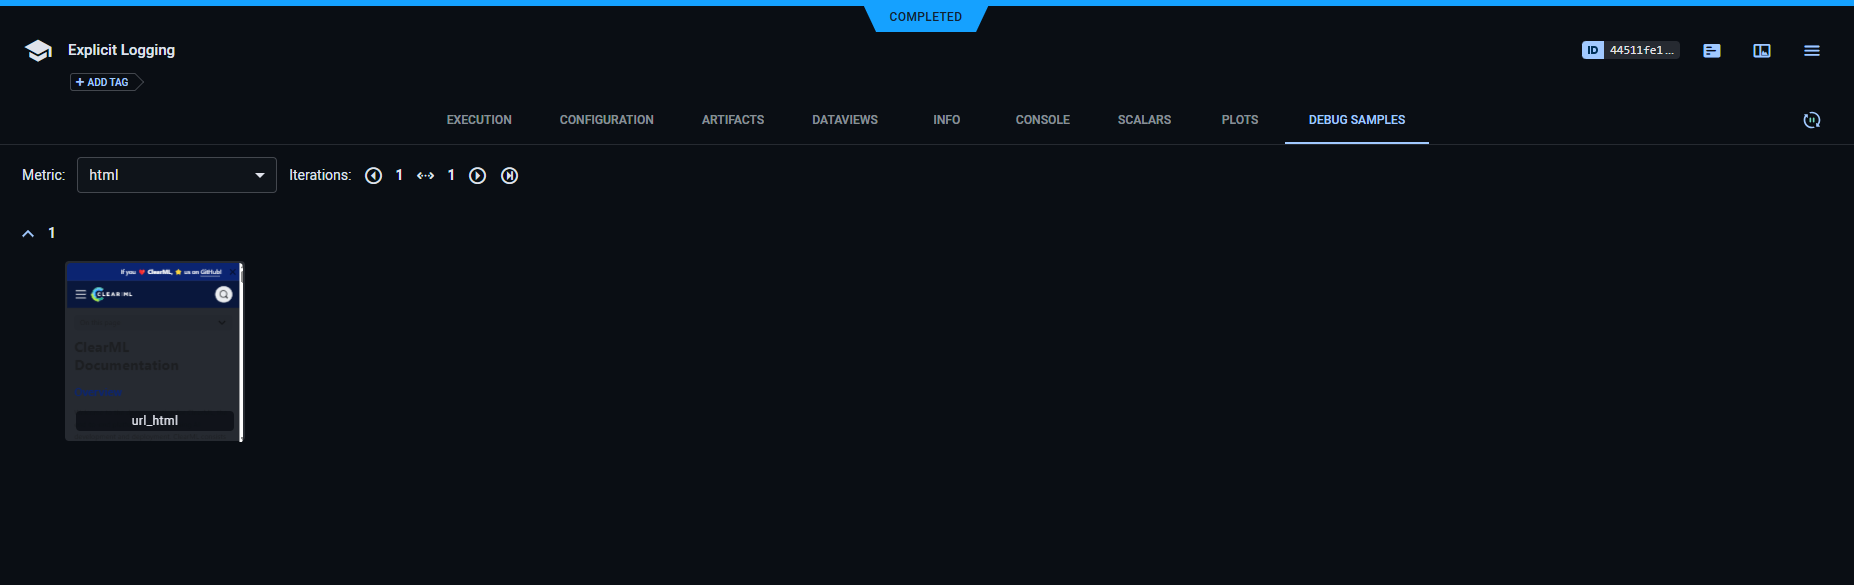 COMPLETED
Explicit Logging
ID 44511fe1...
+ ADD TAG
EXECUTION CONFIGURATION ARTIFACTS DATAVIEWS INFO CONSOLE SCALARS PLOTS DEBUG SAMPLES
Metric: html Iterations: 1 1
1
If you ❤️ ClearML, ⭐ us on GitHub!
CLEAR ML
ClearML
Documentation
url_html